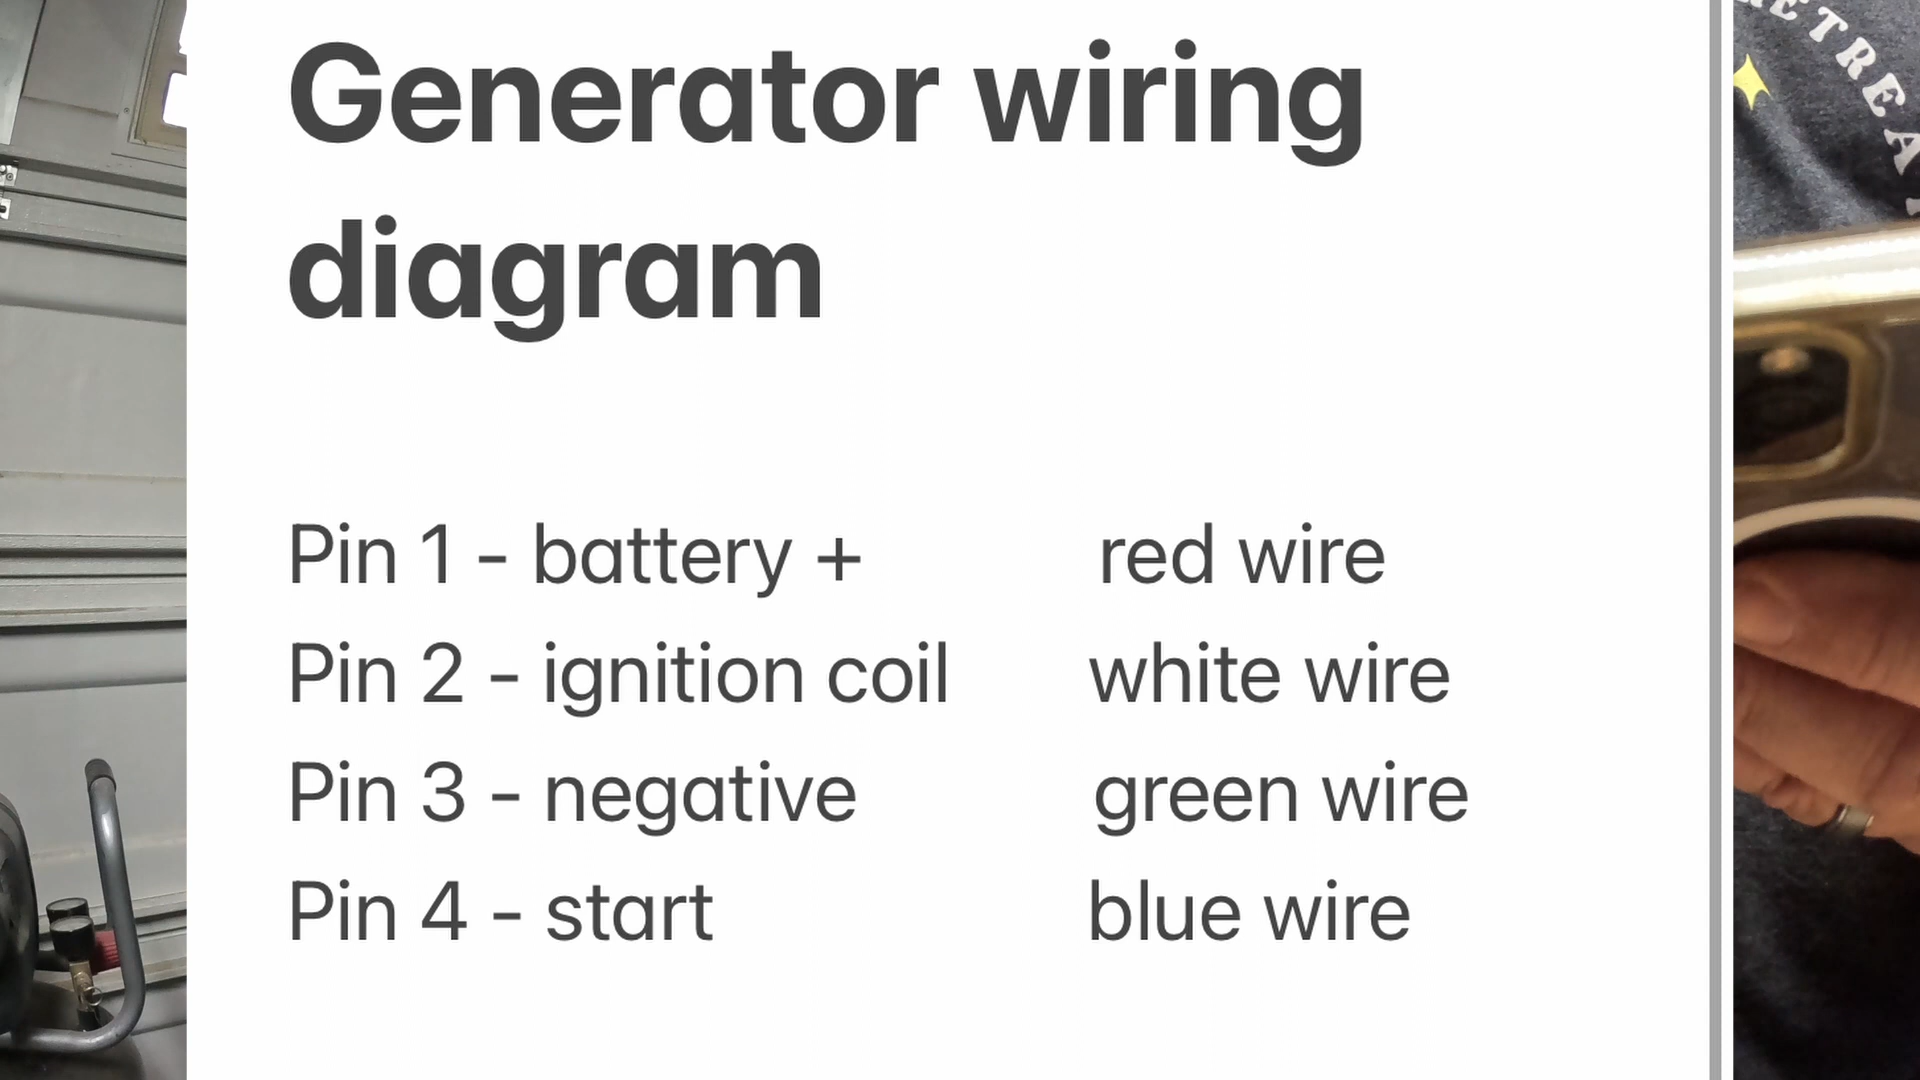 Generator wiring
diagram
Pin 1 - battery + red wire
Pin 2 - ignition coil white wire
Pin 3 - negative green wire
Pin 4 - start blue wire